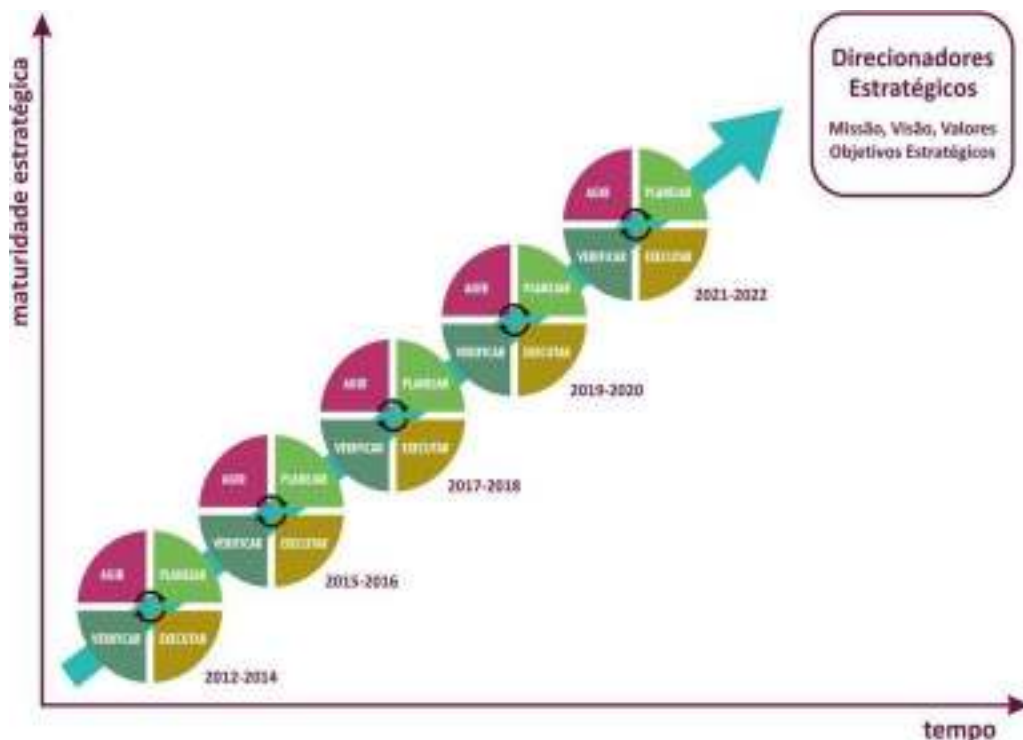 maturidade estratégica
Direcionadores
Estratégicos
Missão, Visão, Valores
Objetivos Estratégicos
AGIR
PLANEJAR
VERIFICAR
EXECUTAR
2021-2022
AGIR
PLANEJAR
VERIFICAR
EXECUTAR
2019-2020
AGIR
PLANEJAR
VERIFICAR
EXECUTAR
2017-2018
AGIR
PLANEJAR
VERIFICAR
EXECUTAR
2015-2016
AGIR
PLANEJAR
VERIFICAR
EXECUTAR
2012-2014
tempo